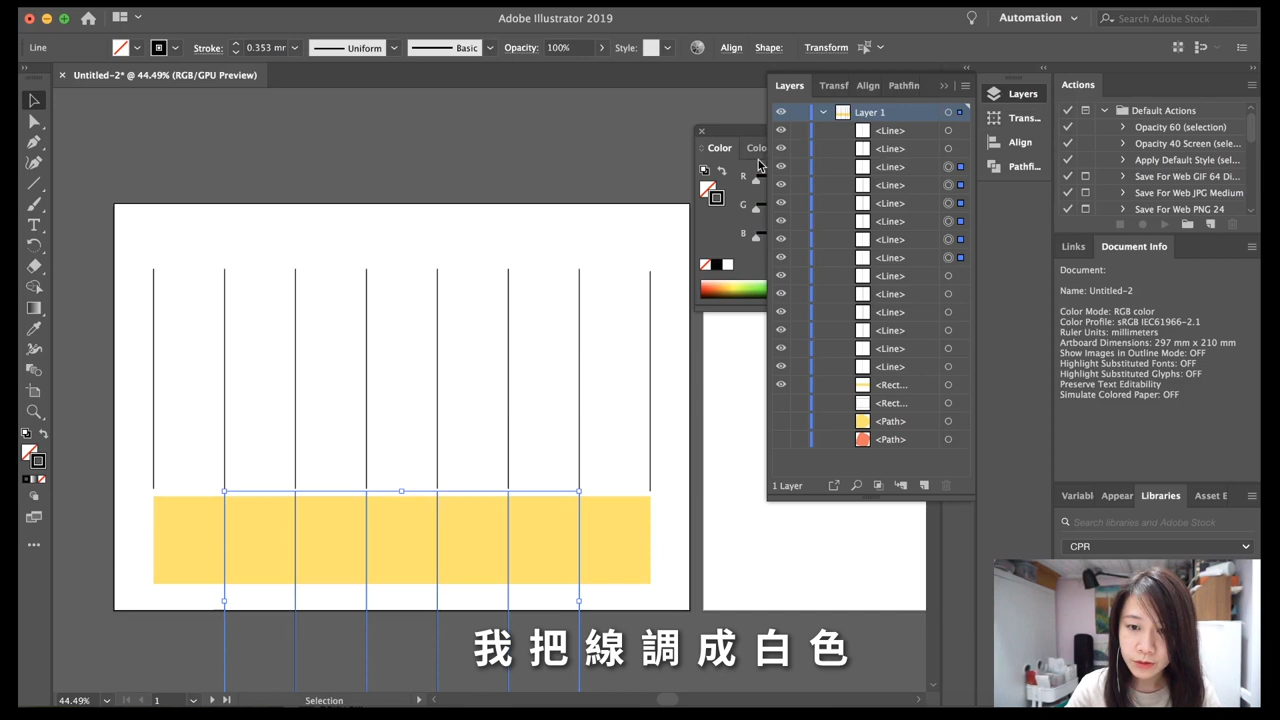 Adobe Illustrator 2019
Automation
Search Adobe Stock
Line
Stroke:
0.353 mr
Uniform
Basic
Opacity:
100%
Style:
Align
Shape:
Transform
Untitled-2* @ 44.49% (RGB/GPU Preview)
Layers
Transf
Align
Pathfin
Layer 1
<Line>
<Line>
<Line>
<Line>
<Line>
<Line>
<Line>
<Line>
<Line>
<Line>
<Line>
<Line>
<Line>
<Line>
<Rect...
<Rect...
<Path>
<Path>
1 Layer
Color
Colo
R
G
B
Layers
Trans...
Align
Pathfi...
Actions
Default Actions
Opacity 60 (selection)
Opacity 40 Screen (sele...
Apply Default Style (sel...
Save For Web GIF 64 Di...
Save For Web JPG Medium
Save For Web PNG 24
Links
Document Info
Document:
Name: Untitled-2
Color Mode: RGB color
Color Profile: sRGB IEC61966-2.1
Ruler Units: millimeters
Artboard Dimensions: 297 mm x 210 mm
Show Images in Outline Mode: OFF
Highlight Substituted Fonts: OFF
Highlight Substituted Glyphs: OFF
Preserve Text Editability
Simulate Colored Paper: OFF
Variabl
Appear
Libraries
Asset E
Search libraries and Adobe Stock
CPR
我把線調成白色
44.49%
1
Selection